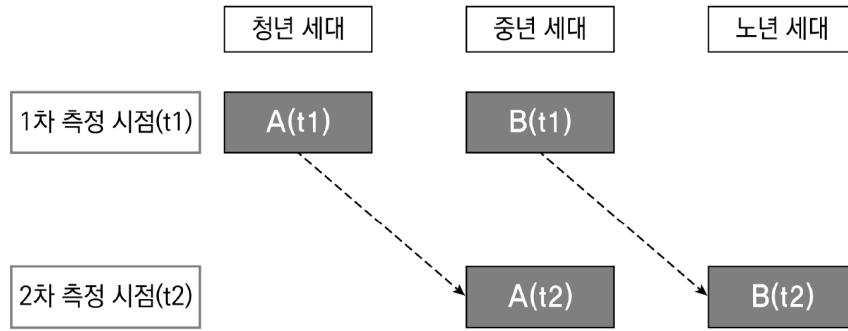 청년 세대
중년 세대
노년 세대
1차 측정 시점(t1)
A(t1)
B(t1)
2차 측정 시점(t2)
A(t2)
B(t2)